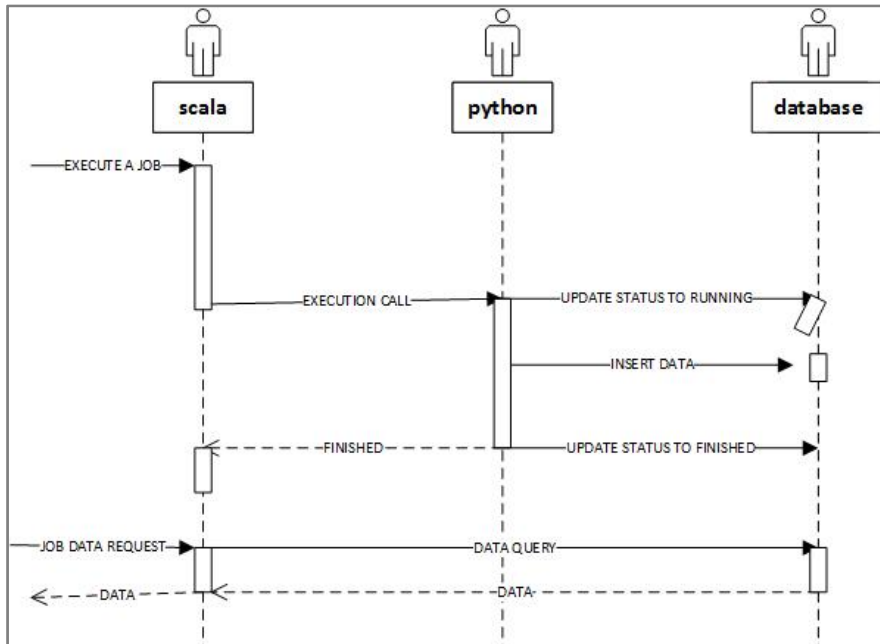 scala
python
database
EXECUTE A JOB
EXECUTION CALL
UPDATE STATUS TO RUNNING
INSERT DATA
FINISHED
UPDATE STATUS TO FINISHED
JOB DATA REQUEST
DATA QUERY
DATA
DATA